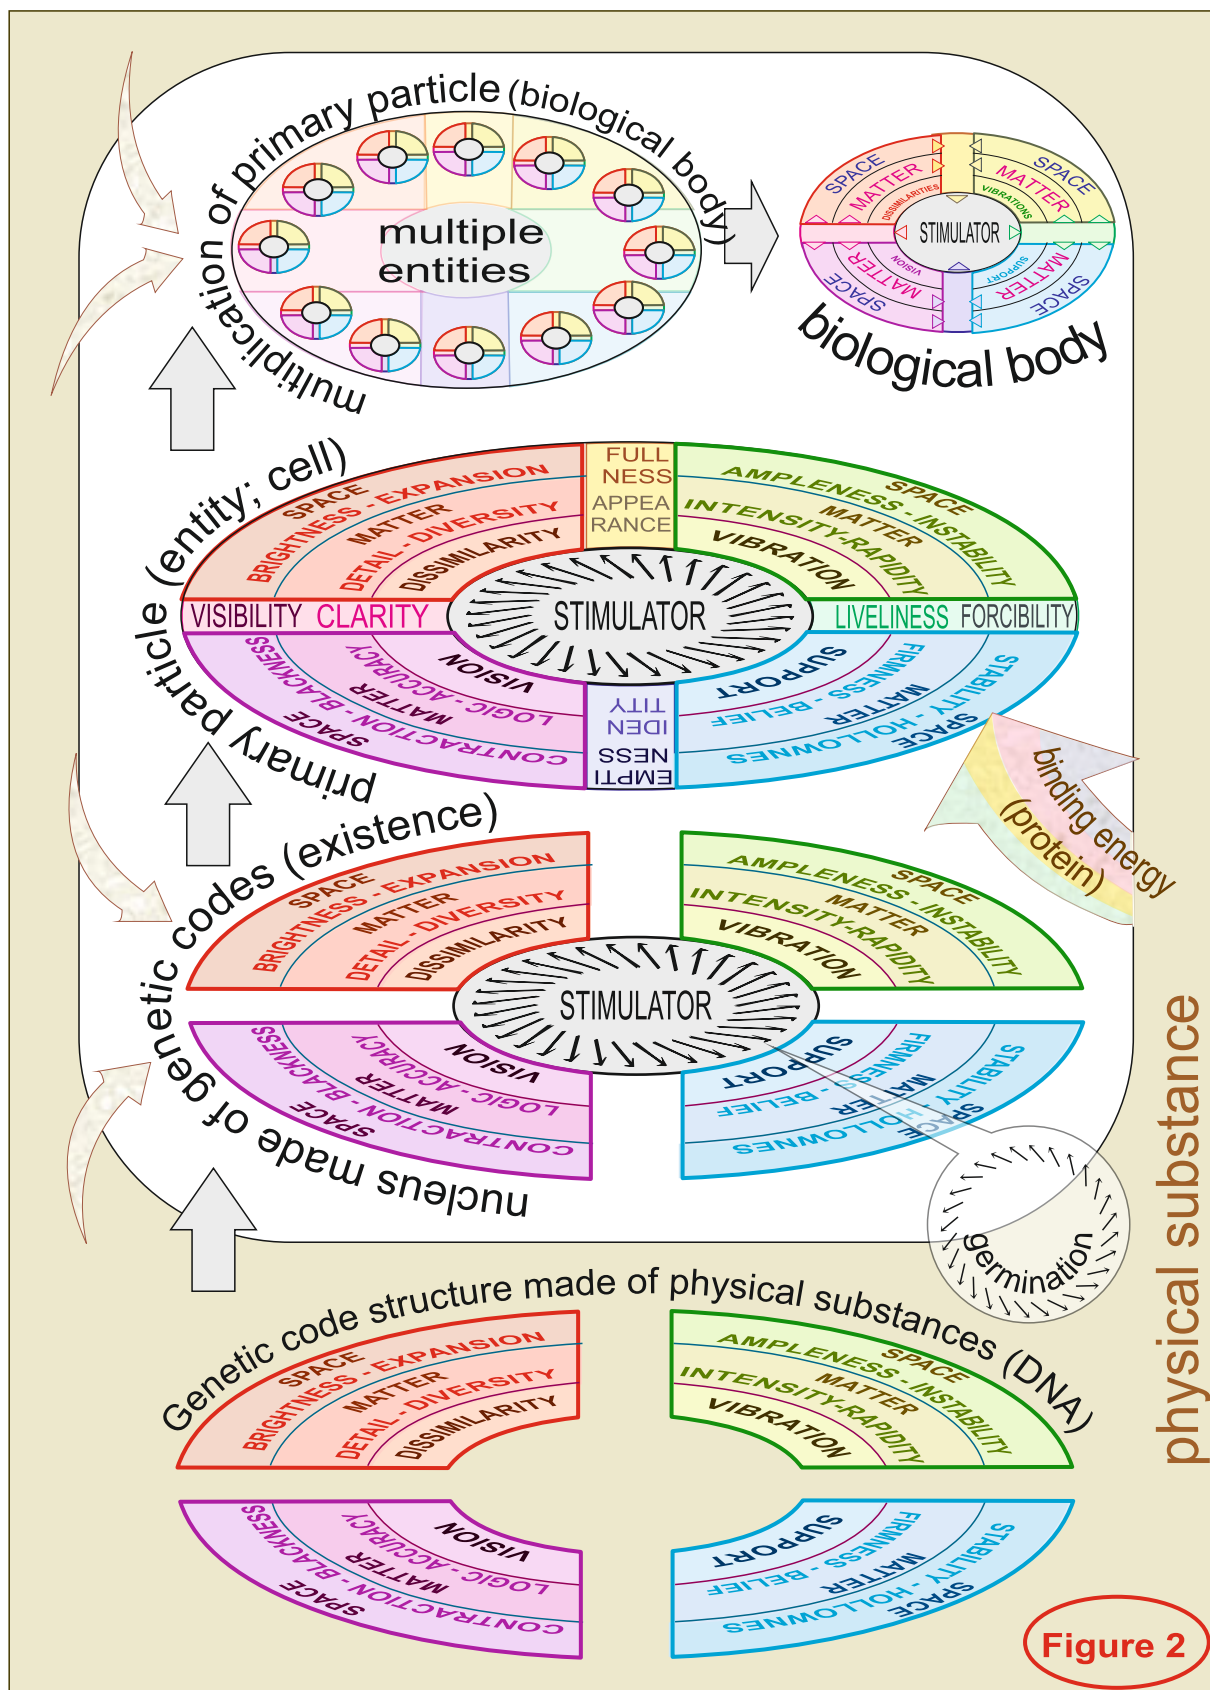 multiplication of primary particle (biological body)
multiple
entities
SPACE
MATTER
DISSIMILARITIES
SPACE
MATTER
VIBRATIONS
STIMULATOR
VISION
MATTER
SPACE
SUPPORT
MATTER
SPACE
biological body
primary particle (entity; cell)
SPACE
BRIGHTNESS - EXPANSION
MATTER
DETAIL - DIVERSITY
DISSIMILARITY
FULL
NESS
APPEA
RANCE
SPACE
AMPLENESS - INSTABILITY
MATTER
INTENSITY-RAPIDITY
VIBRATION
VISIBILITY CLARITY
STIMULATOR
LIVELINESS FORCIBILITY
VISION
LOGIC - ACCURACY
MATTER
CONTRACTION - BLACKNESS
SPACE
IDEN
TITY
EMPTI
NESS
SUPPORT
FIRMNESS - BELIEF
MATTER
STABILITY - HOLLOWNES
SPACE
binding energy
(protein)
nucleus made of genetic codes (existence)
SPACE
BRIGHTNESS - EXPANSION
MATTER
DETAIL - DIVERSITY
DISSIMILARITY
SPACE
AMPLENESS - INSTABILITY
MATTER
INTENSITY-RAPIDITY
VIBRATION
STIMULATOR
VISION
LOGIC - ACCURACY
MATTER
CONTRACTION - BLACKNESS
SPACE
SUPPORT
FIRMNESS - BELIEF
MATTER
STABILITY - HOLLOWNES
SPACE
germination
physical substance
Genetic code structure made of physical substances (DNA)
SPACE
BRIGHTNESS - EXPANSION
MATTER
DETAIL - DIVERSITY
DISSIMILARITY
SPACE
AMPLENESS - INSTABILITY
MATTER
INTENSITY-RAPIDITY
VIBRATION
VISION
LOGIC - ACCURACY
MATTER
CONTRACTION - BLACKNESS
SPACE
SUPPORT
FIRMNESS - BELIEF
MATTER
STABILITY - HOLLOWNES
SPACE
Figure 2